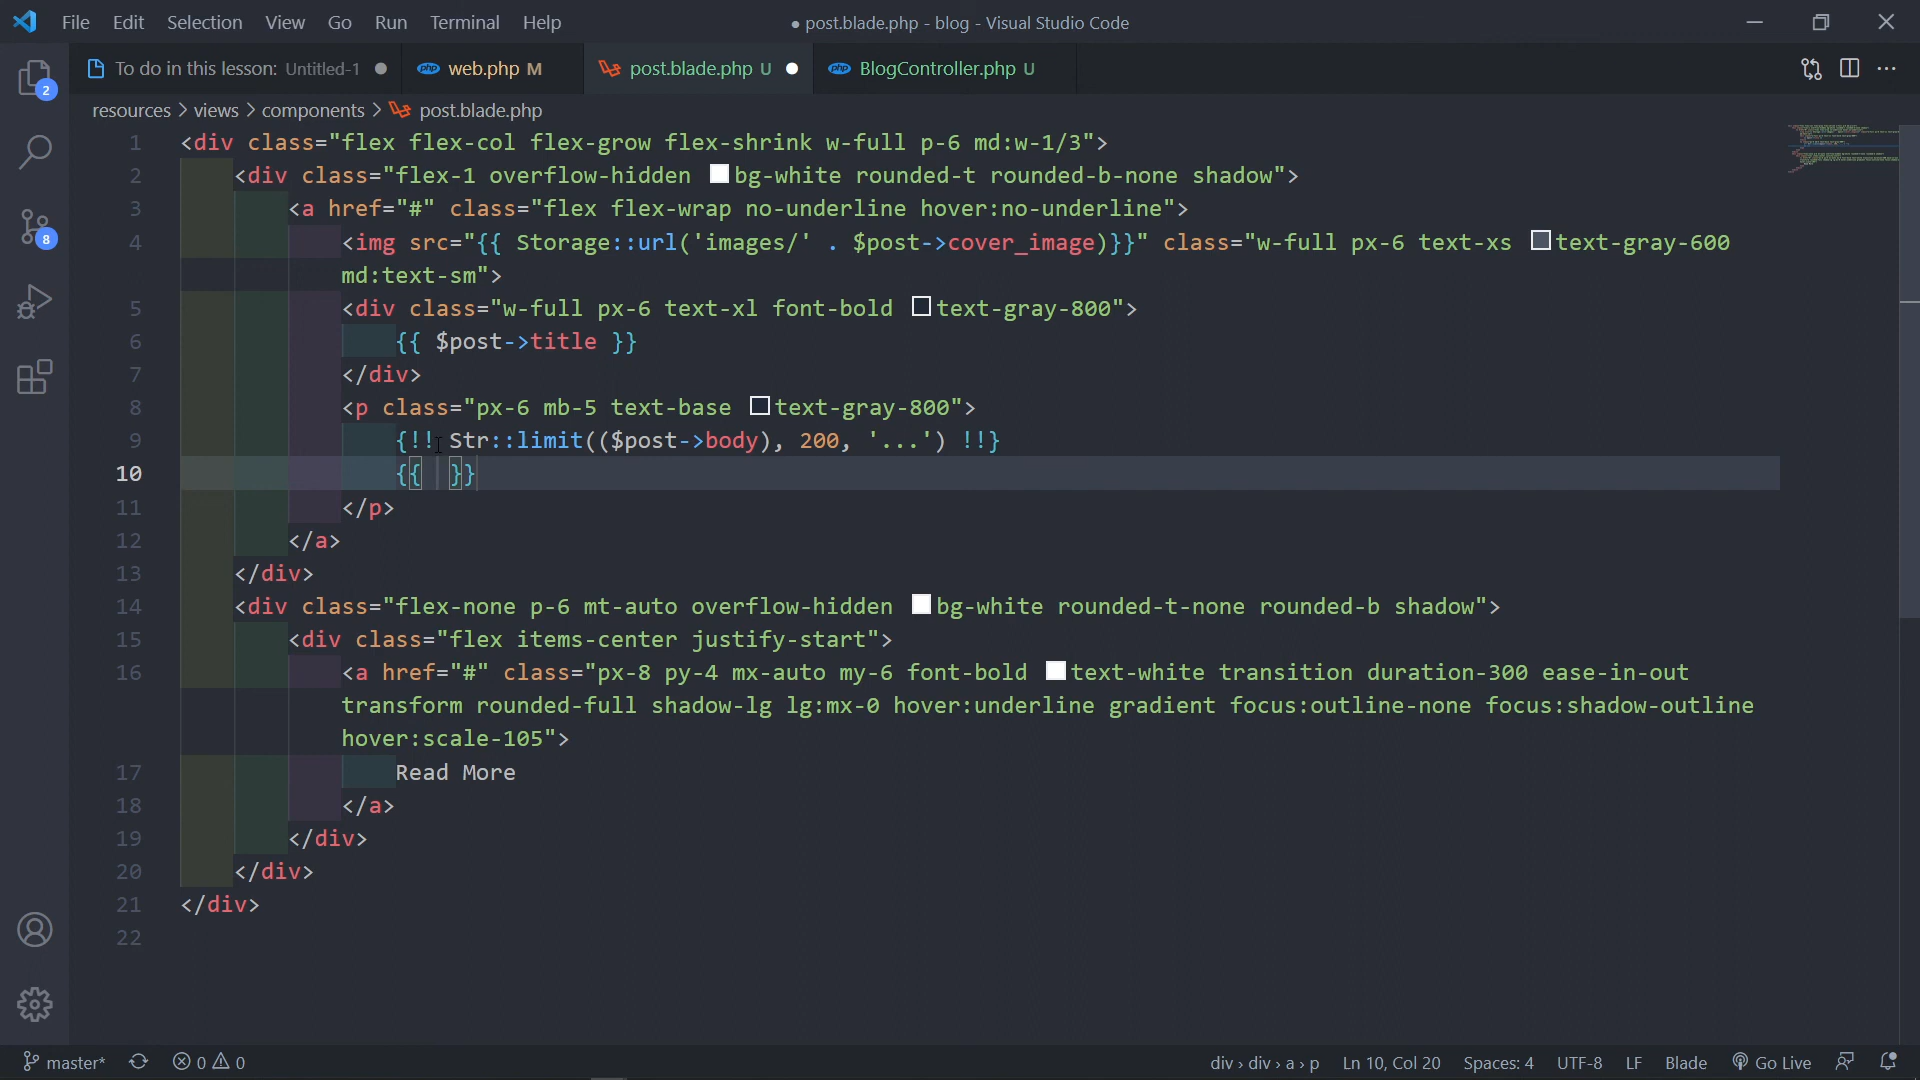 File Edit Selection View Go Run Terminal Help ● post.blade.php - blog - Visual Studio Code
To do in this lesson: Untitled-1 ● web.php M post.blade.php U ● BlogController.php U
resources > views > components > post.blade.php
1 <div class="flex flex-col flex-grow flex-shrink w-full p-6 md:w-1/3">
2 <div class="flex-1 overflow-hidden bg-white rounded-t rounded-b-none shadow">
3 <a href="#" class="flex flex-wrap no-underline hover:no-underline">
4 <img src="{{ Storage::url('images/' . $post->cover_image)}}" class="w-full px-6 text-xs text-gray-600
md:text-sm">
5 <div class="w-full px-6 text-xl font-bold text-gray-800">
6 {{ $post->title }}
7 </div>
8 <p class="px-6 mb-5 text-base text-gray-800">
9 {!! Str::limit(($post->body), 200, '...') !!}
10 {{ }}
11 </p>
12 </a>
13 </div>
14 <div class="flex-none p-6 mt-auto overflow-hidden bg-white rounded-t-none rounded-b shadow">
15 <div class="flex items-center justify-start">
16 <a href="#" class="px-8 py-4 mx-auto my-6 font-bold text-white transition duration-300 ease-in-out
transform rounded-full shadow-lg lg:mx-0 hover:underline gradient focus:outline-none focus:shadow-outline
hover:scale-105">
17 Read More
18 </a>
19 </div>
20 </div>
21 </div>
22
2
8
master* 0 0 div > div > a > p Ln 10, Col 20 Spaces: 4 UTF-8 LF Blade Go Live